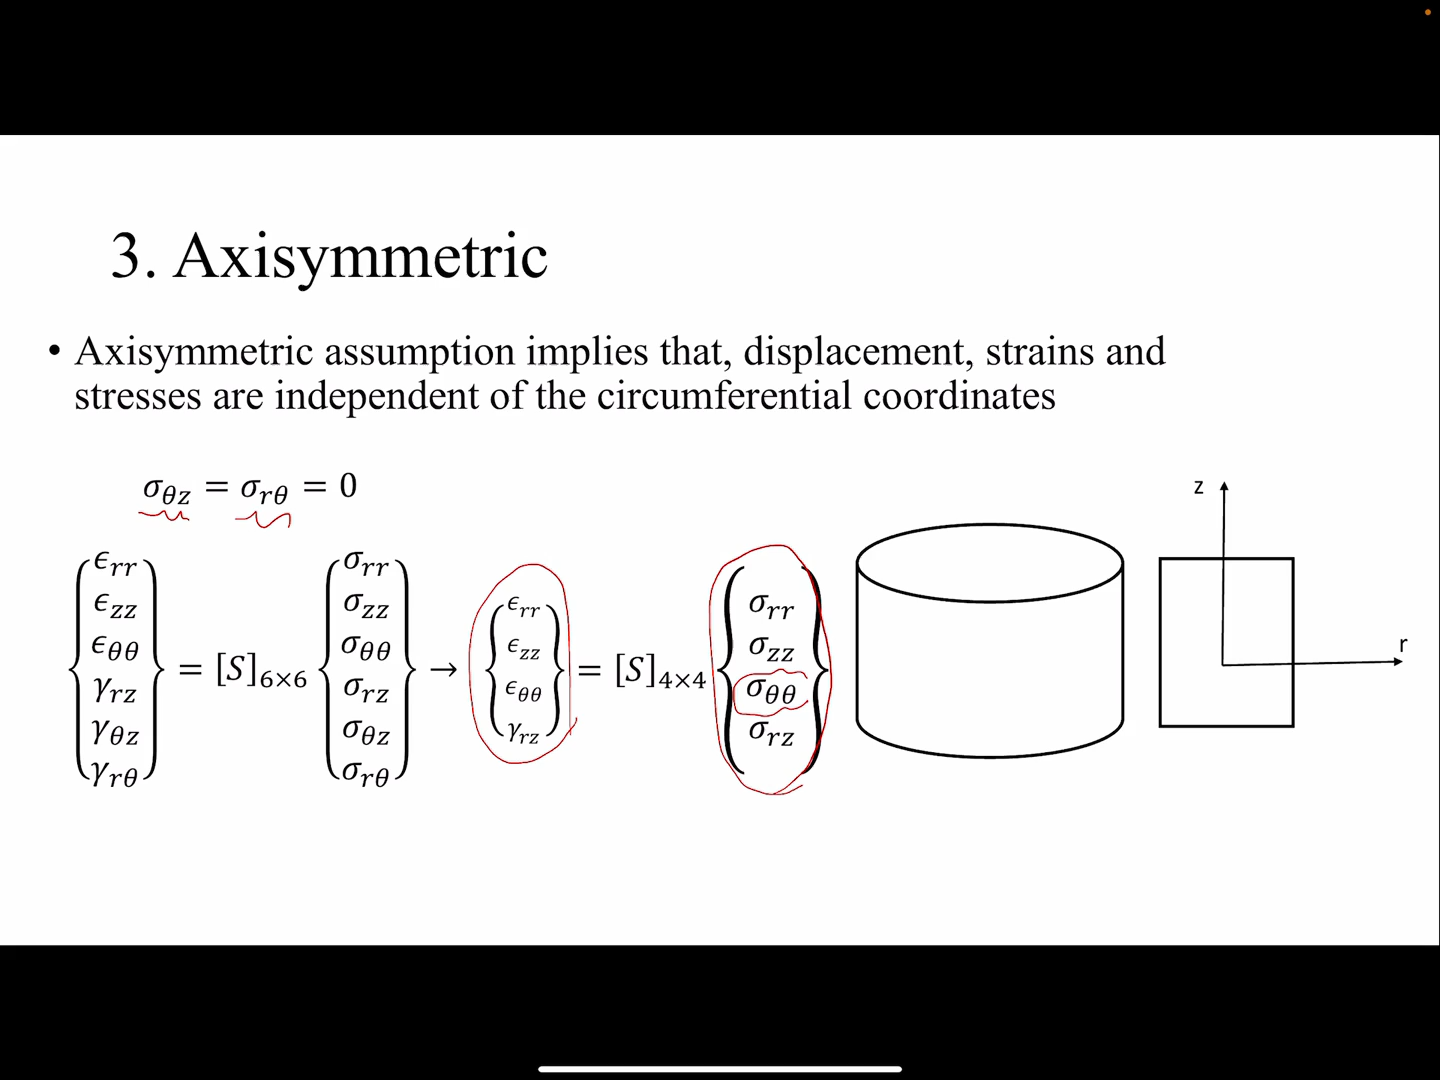 3. Axisymmetric
• Axisymmetric assumption implies that, displacement, strains and
stresses are independent of the circumferential coordinates
σθz = σrθ = 0
{ϵrr ϵzz ϵθθ γrz γθz γrθ} = [S]6×6 {σrr σzz σθθ σrz σθz σrθ} → {ϵrr ϵzz ϵθθ γrz} = [S]4×4 {σrr σzz σθθ σrz}
z
r